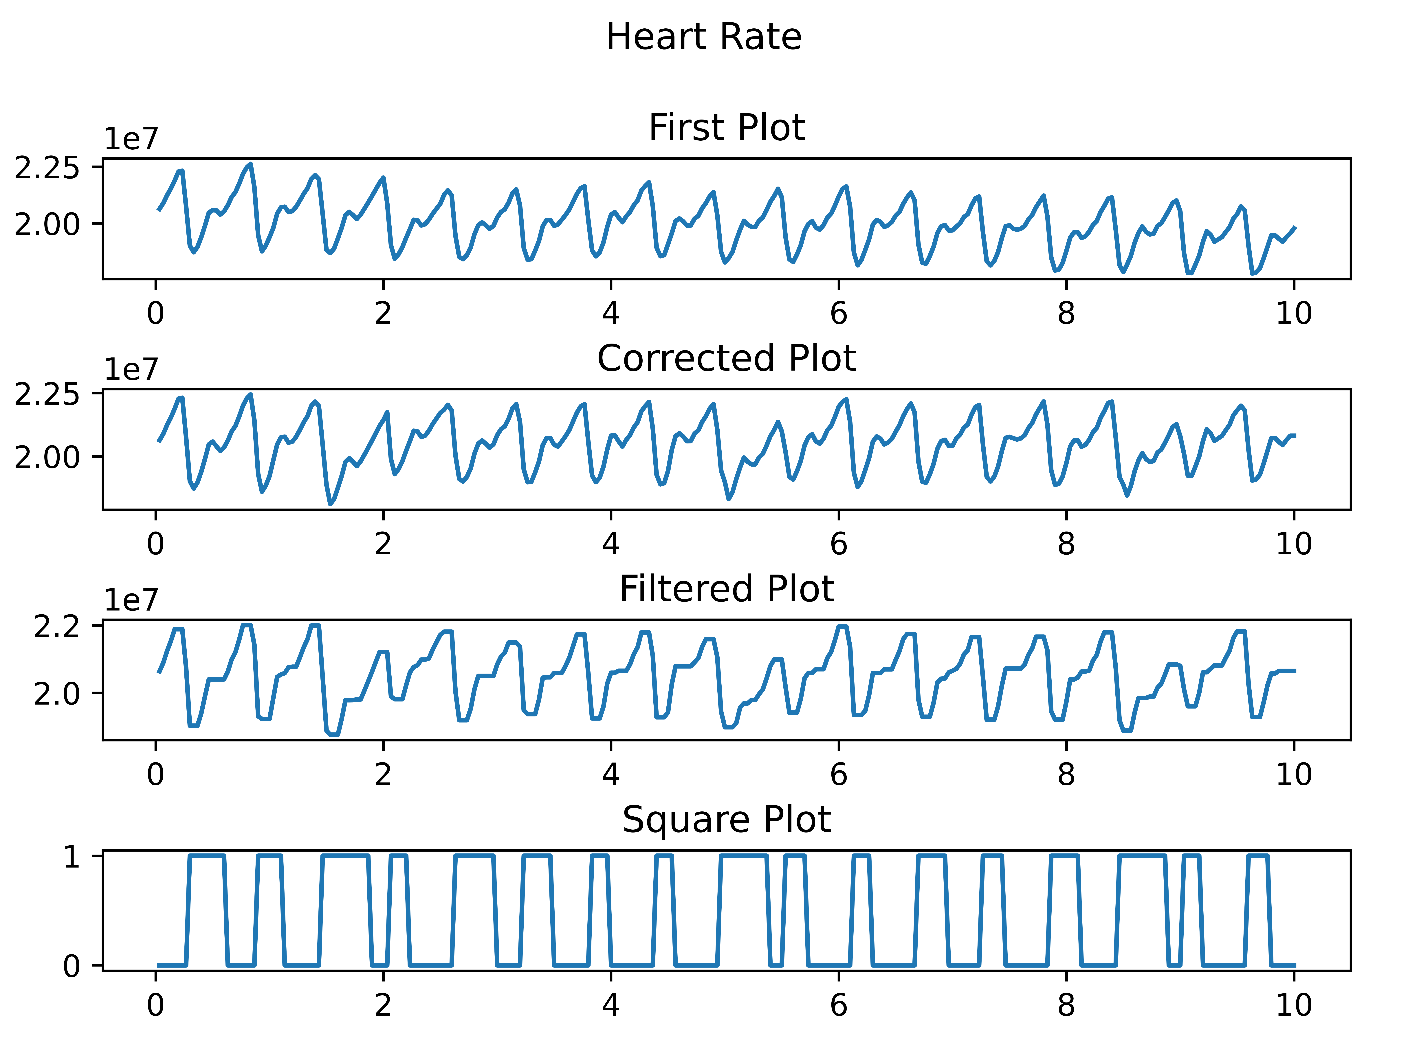 Heart Rate
First Plot
1e7
2.25
2.00
0 2 4 6 8 10
Corrected Plot
1e7
2.25
2.00
0 2 4 6 8 10
Filtered Plot
1e7
2.2
2.0
0 2 4 6 8 10
Square Plot
1
0
0 2 4 6 8 10